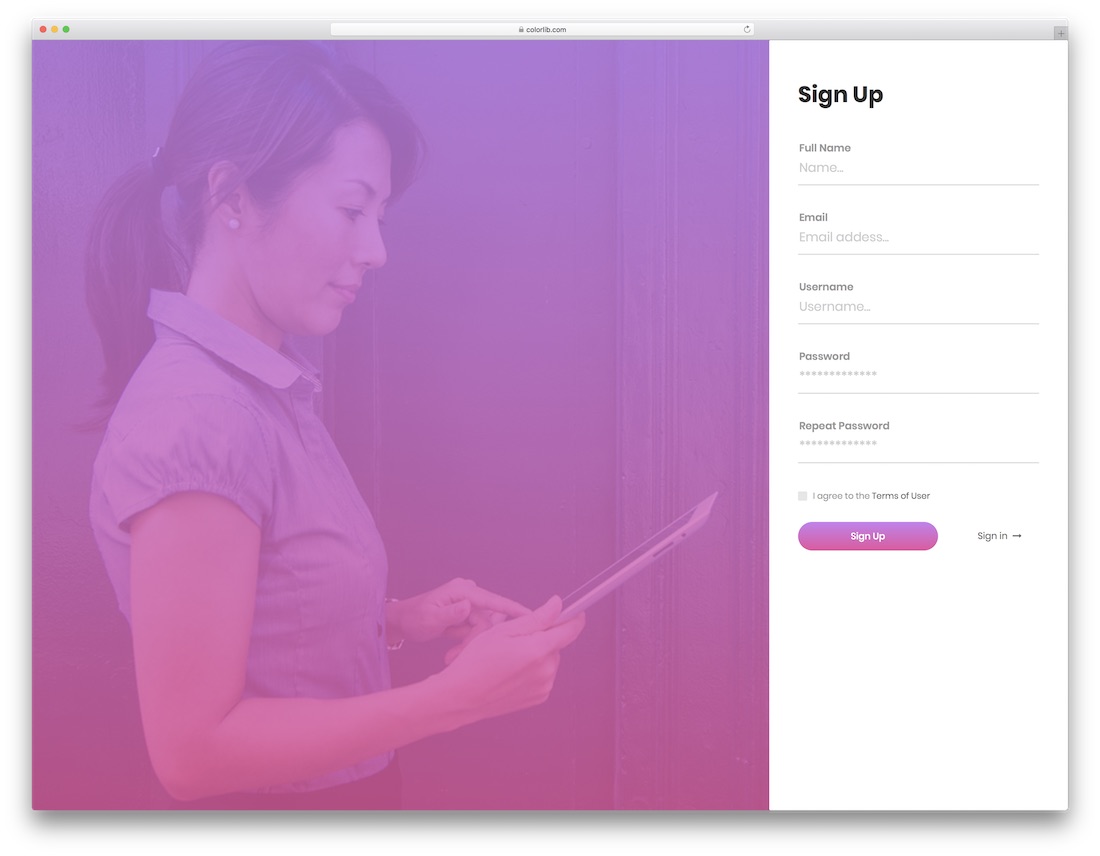 colorlib.com
Sign Up
Full Name
Name...
Email
Email addess...
Username
Username...
Password
*************
Repeat Password
*************
I agree to the Terms of User
Sign Up
Sign in →